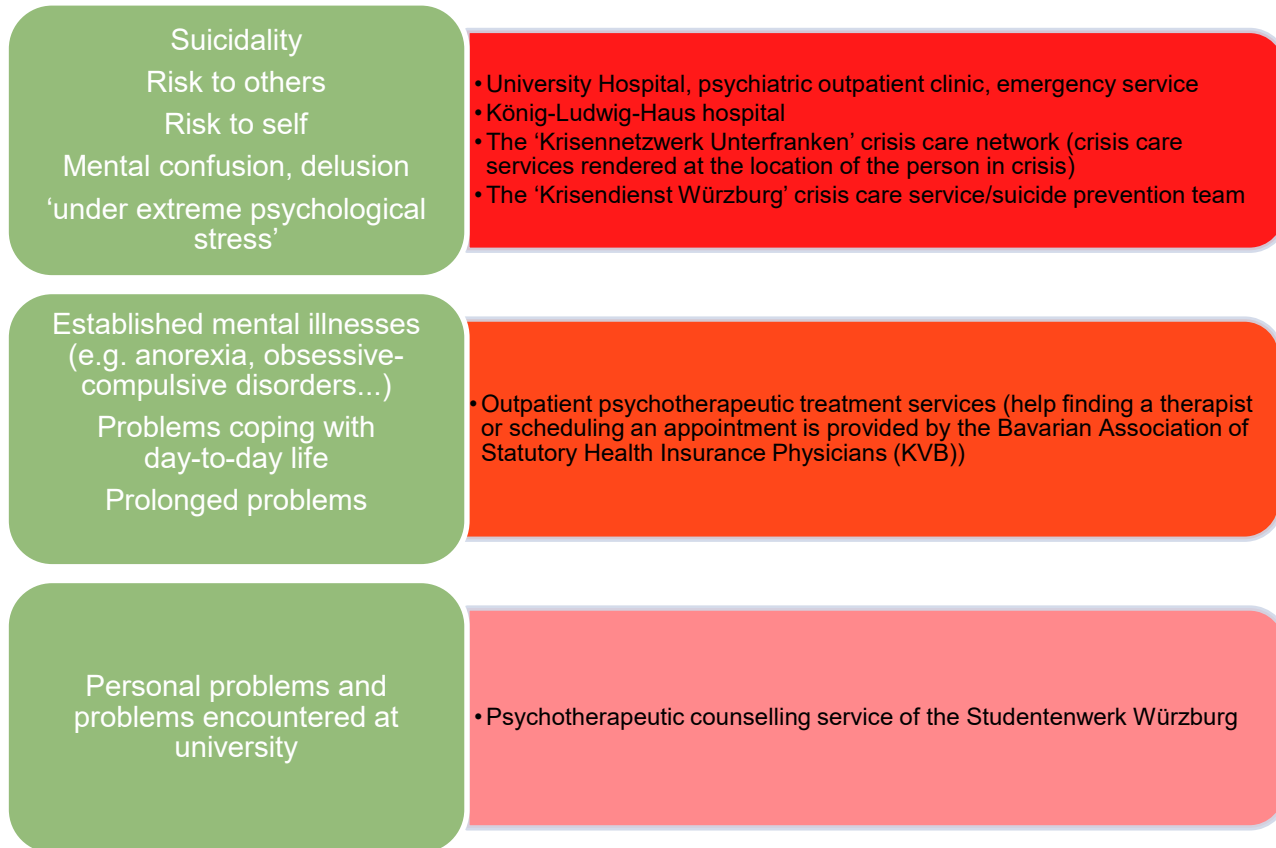 Suicidality
Risk to others
Risk to self
Mental confusion, delusion
‘under extreme psychological
stress’
• University Hospital, psychiatric outpatient clinic, emergency service
• König-Ludwig-Haus hospital
• The ‘Krisennetzwerk Unterfranken’ crisis care network (crisis care
services rendered at the location of the person in crisis)
• The ‘Krisendienst Würzburg’ crisis care service/suicide prevention team
Established mental illnesses
(e.g. anorexia, obsessive-
compulsive disorders...)
Problems coping with
day-to-day life
Prolonged problems
• Outpatient psychotherapeutic treatment services (help finding a therapist
or scheduling an appointment is provided by the Bavarian Association of
Statutory Health Insurance Physicians (KVB))
Personal problems and
problems encountered at
university
• Psychotherapeutic counselling service of the Studentenwerk Würzburg